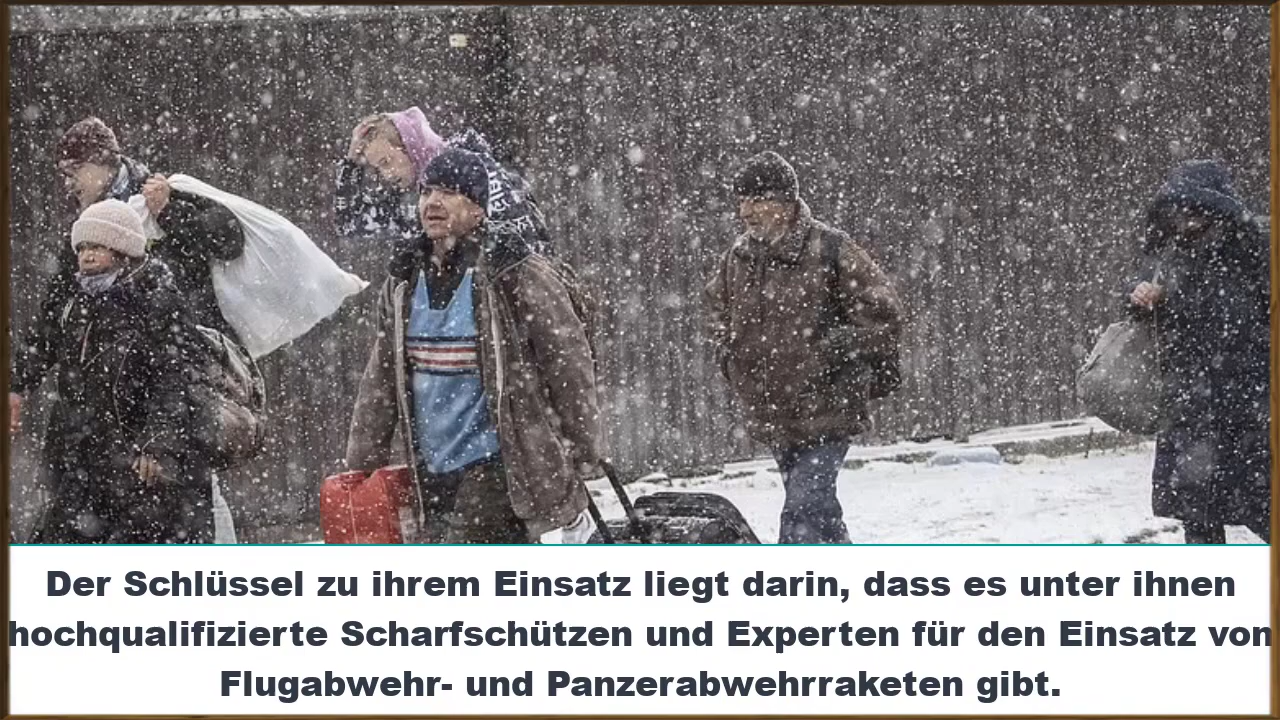 Der Schlüssel zu ihrem Einsatz liegt darin, dass es unter ihnen
hochqualifizierte Scharfschützen und Experten für den Einsatz von
Flugabwehr- und Panzerabwehrraketen gibt.